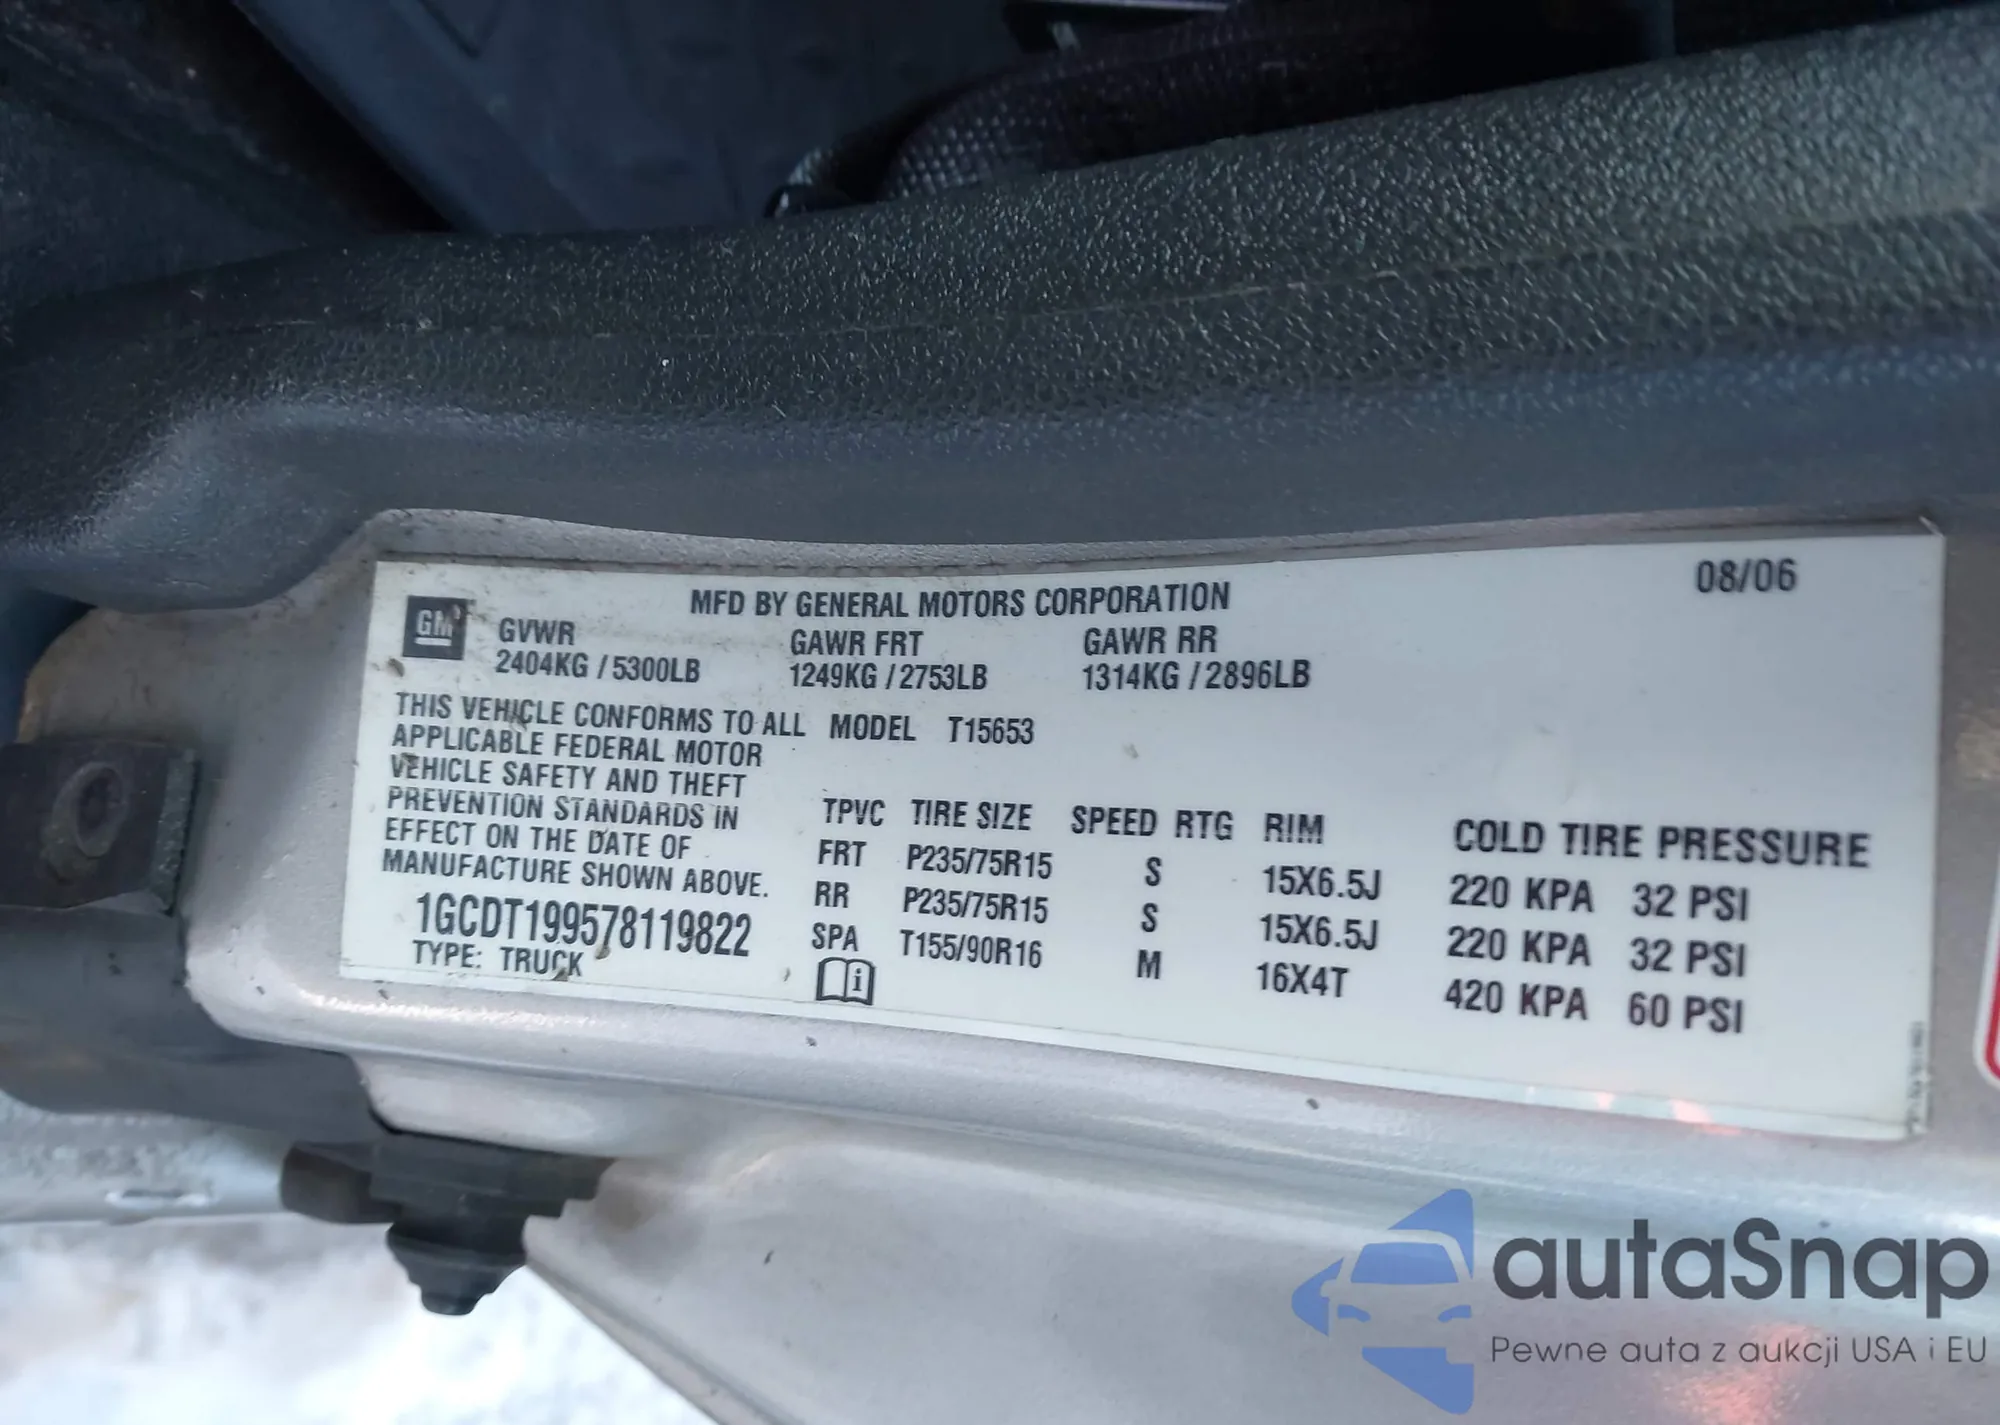 08/06
MFD BY GENERAL MOTORS CORPORATION
GM
GVWR GAWR FRT GAWR RR
2404KG / 5300LB 1249KG / 2753LB 1314KG / 2896LB
THIS VEHICLE CONFORMS TO ALL MODEL T15653
APPLICABLE FEDERAL MOTOR
VEHICLE SAFETY AND THEFT
PREVENTION STANDARDS IN
EFFECT ON THE DATE OF
MANUFACTURE SHOWN ABOVE.
1GCDT199578119822
TYPE: TRUCK
TPVC TIRE SIZE SPEED RTG RIM COLD TIRE PRESSURE
FRT P235/75R15 S 15X6.5J 220 KPA 32 PSI
RR P235/75R15 S 15X6.5J 220 KPA 32 PSI
SPA T155/90R16 M 16X4T 420 KPA 60 PSI
i
autaSnap
Pewne auta z aukcji USA i EU